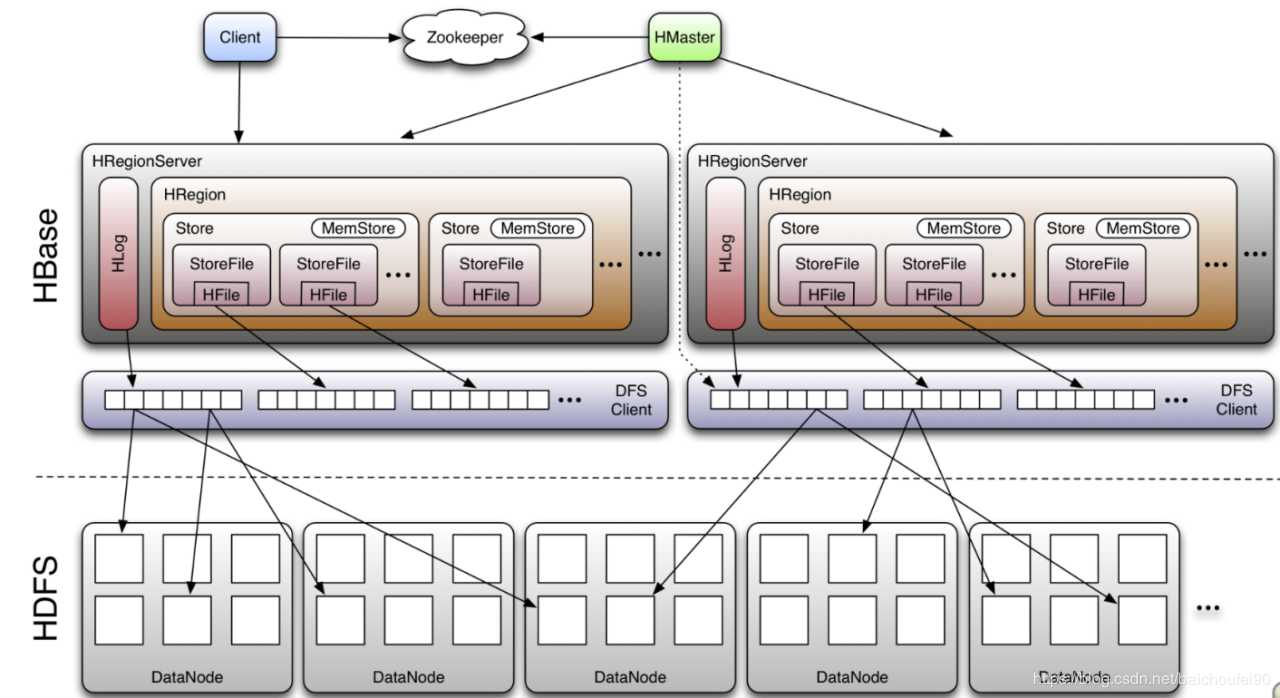 Client
Zookeeper
HMaster
HBase
HRegionServer
HLog
HRegion
Store
MemStore
StoreFile
HFile
StoreFile
HFile
...
Store
MemStore
StoreFile
HFile
...
...
HRegionServer
HLog
HRegion
Store
MemStore
StoreFile
HFile
StoreFile
HFile
...
Store
MemStore
StoreFile
HFile
...
...
...
DFS
Client
...
DFS
Client
HDFS
DataNode
DataNode
DataNode
DataNode
DataNode
...
https://blog.csdn.net/baichoufei90